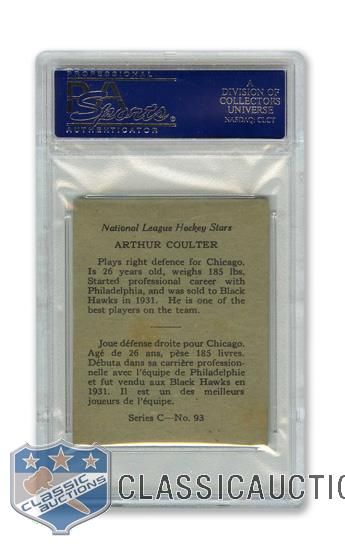 PROFESSIONAL
PSA
Sports®
AUTHENTICATOR
A
DIVISION OF
COLLECTORS
UNIVERSE
NASDAQ: CLCT
National League Hockey Stars
ARTHUR COULTER
Plays right defence for Chicago.
Is 26 years old, weighs 185 lbs.
Started professional career with
Philadelphia, and was sold to Black
Hawks in 1931. He is one of the
best players on the team.
Joue défense droite pour Chicago.
Agé de 26 ans, pèse 185 livres.
Débuta dans sa carrière profession-
nelle avec l'équipe de Philadelphie
et fut vendu aux Black Hawks en
1931. Il est un des meilleurs
joueurs de l'équipe.
Series C—No. 93
CLASSIC
AUCTIONS
CLASSICAUCTIO